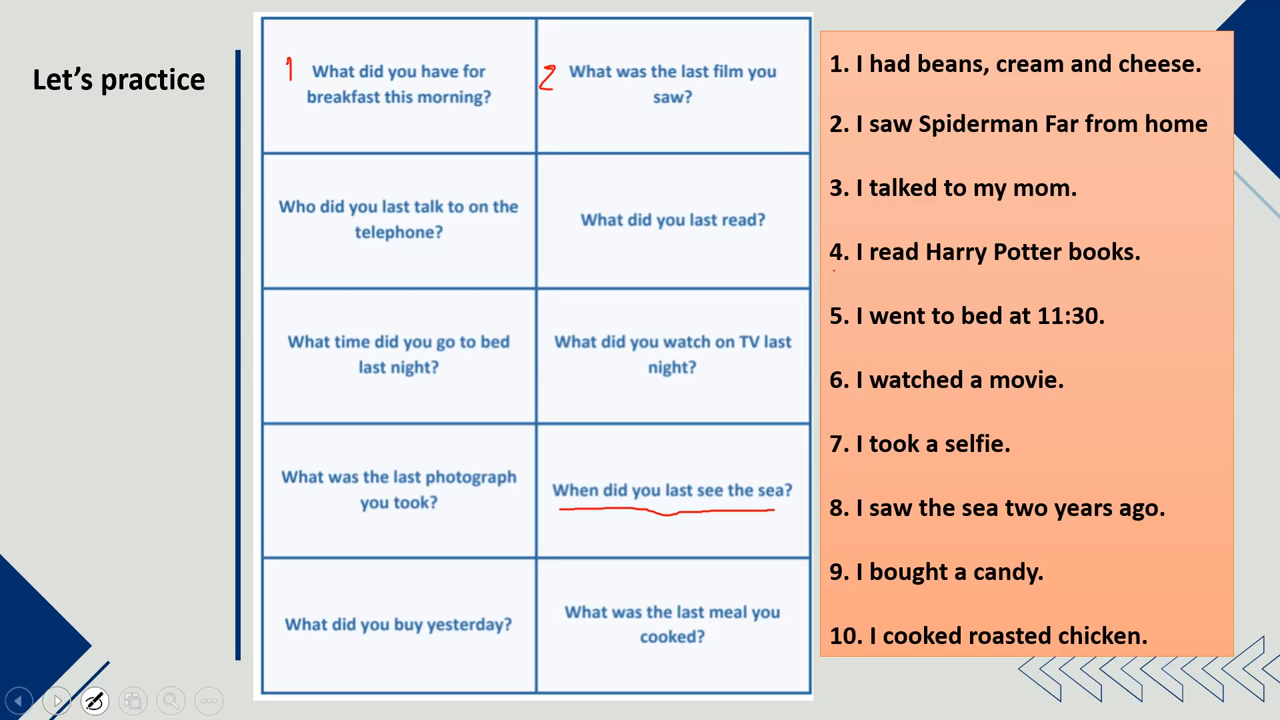 Let's practice
1 What did you have for
breakfast this morning?
2 What was the last film you
saw?
Who did you last talk to on the
telephone?
What did you last read?
What time did you go to bed
last night?
What did you watch on TV last
night?
What was the last photograph
you took?
When did you last see the sea?
What did you buy yesterday?
What was the last meal you
cooked?
1. I had beans, cream and cheese.
2. I saw Spiderman Far from home
3. I talked to my mom.
4. I read Harry Potter books.
5. I went to bed at 11:30.
6. I watched a movie.
7. I took a selfie.
8. I saw the sea two years ago.
9. I bought a candy.
10. I cooked roasted chicken.